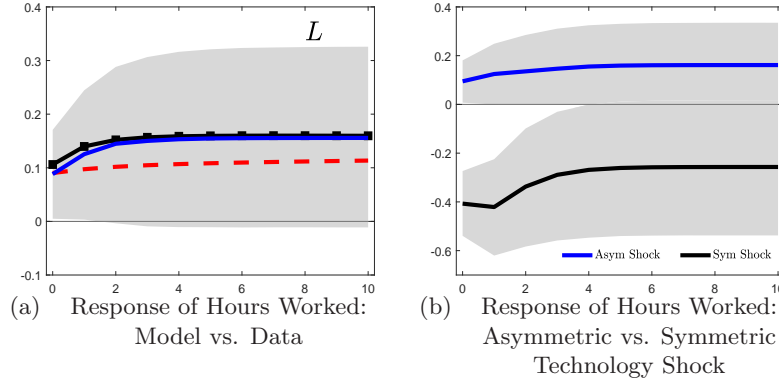 0.4
0.3
0.2
0.1
0
-0.1
L
0 2 4 6 8 10
(a) Response of Hours Worked:
Model vs. Data
0.4
0.2
0
-0.2
-0.4
-0.6
Asym Shock Sym Shock
0 2 4 6 8 10
(b) Response of Hours Worked:
Asymmetric vs. Symmetric
Technology Shock